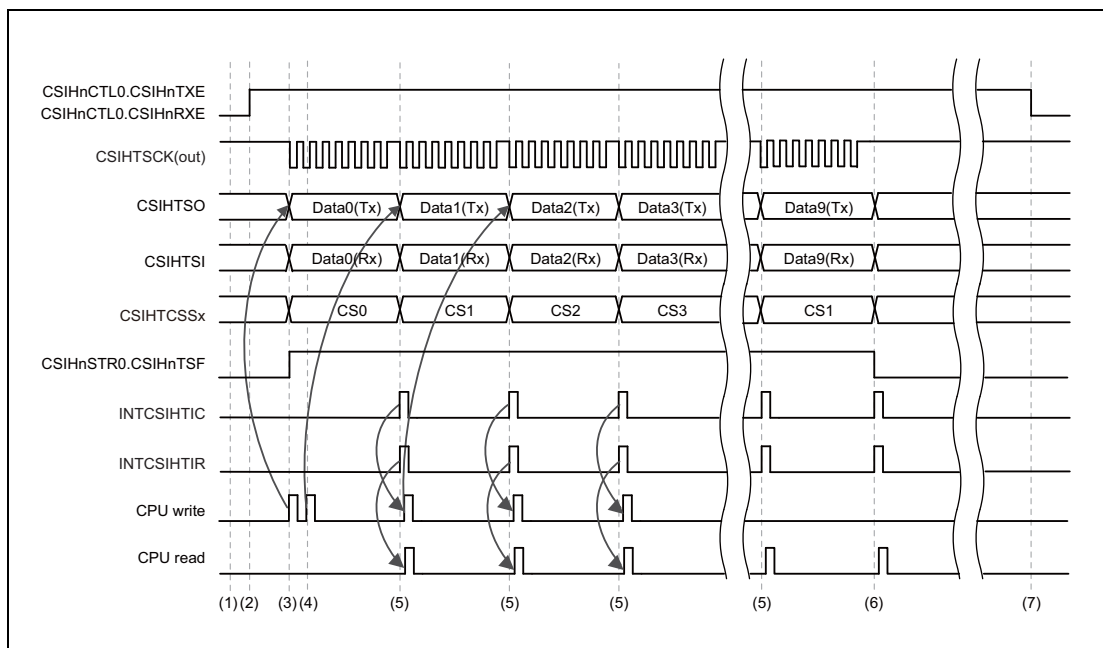 CSIHnCTL0.CSIHnTXE
CSIHnCTL0.CSIHnRXE
CSIHTSCK(out)
CSIHTSO Data0(Tx) Data1(Tx) Data2(Tx) Data3(Tx) Data9(Tx)
CSIHTSI Data0(Rx) Data1(Rx) Data2(Rx) Data3(Rx) Data9(Rx)
CSIHTCSSx CS0 CS1 CS2 CS3 CS1
CSIHnSTR0.CSIHnTSF
INTCSIHTIC
INTCSIHTIR
CPU write
CPU read
(1) (2) (3) (4) (5) (5) (5) (5) (6) (7)